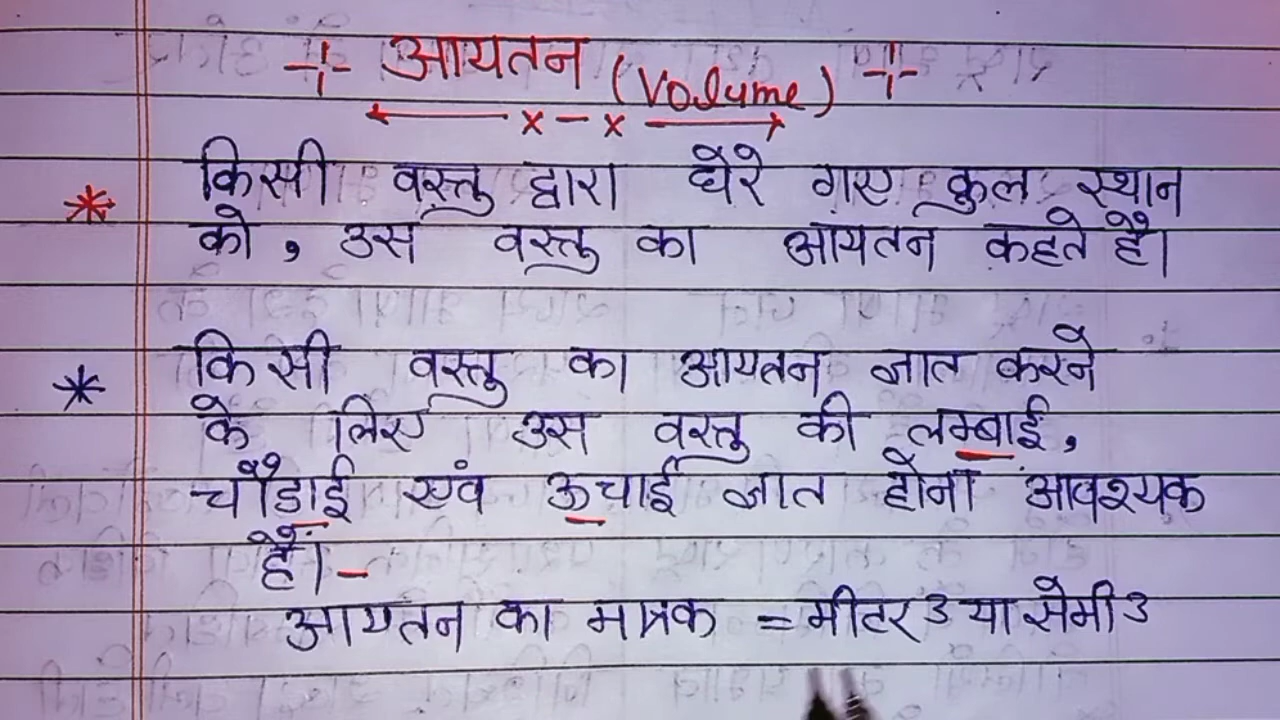 आयतन (Volume)
किसी वस्तु द्वारा घेरे गए कुल स्थान
को, उस वस्तु का आयतन कहते है।
किसी वस्तु का आयतन ज्ञात करने
के लिए उस वस्तु की लम्बाई,
चौडाई एवं ऊचाई ज्ञात होना आवश्यक
हैं।
आयतन का मात्रक = मीटर3 या सेमी3